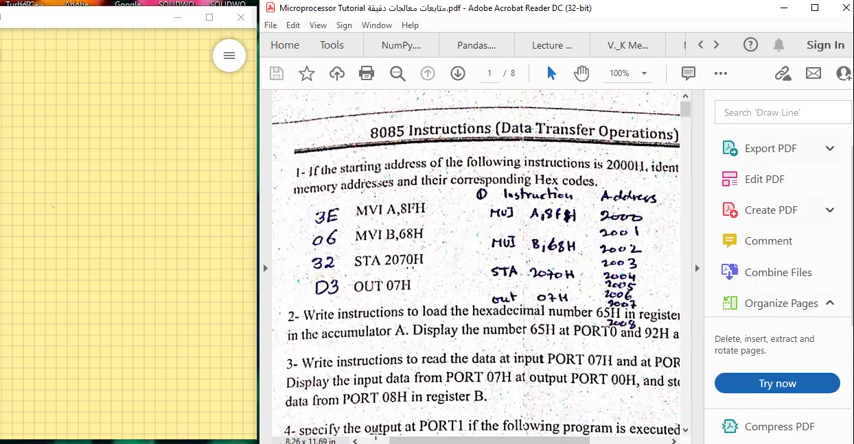 Microprocessor Tutorial متابعات معالجات دقيقة.pdf - Adobe Acrobat Reader DC (32-bit)
File Edit View Sign Window Help
Home Tools NumPy.... Pandas.... Lecture ... V._K Me... Sign In
1 / 8 100%
8085 Instructions (Data Transfer Operations)
Search 'Draw Line'
1- If the starting address of the following instructions is 2000H, ident
memory addresses and their corresponding Hex codes.
① Instruction Address
3E MVI A,8FH MVI A,8FH 2000
2001
06 MVI B,68H MVI B,68H 2002
2003
32 STA 2070H STA 2070H 2004
2005
D3 OUT 07H out 07H 2006
2007
2008
2- Write instructions to load the hexadecimal number 65H in register
in the accumulator A. Display the number 65H at PORT0 and 92H a
3- Write instructions to read the data at input PORT 07H and at POR
Display the input data from PORT 07H at output PORT 00H, and sto
data from PORT 08H in register B.
4- specify the output at PORT1 if the following program is executed
8.26 x 11.69 in
Export PDF
Edit PDF
Create PDF
Comment
Combine Files
Organize Pages
Delete, insert, extract and
rotate pages.
Try now
Compress PDF